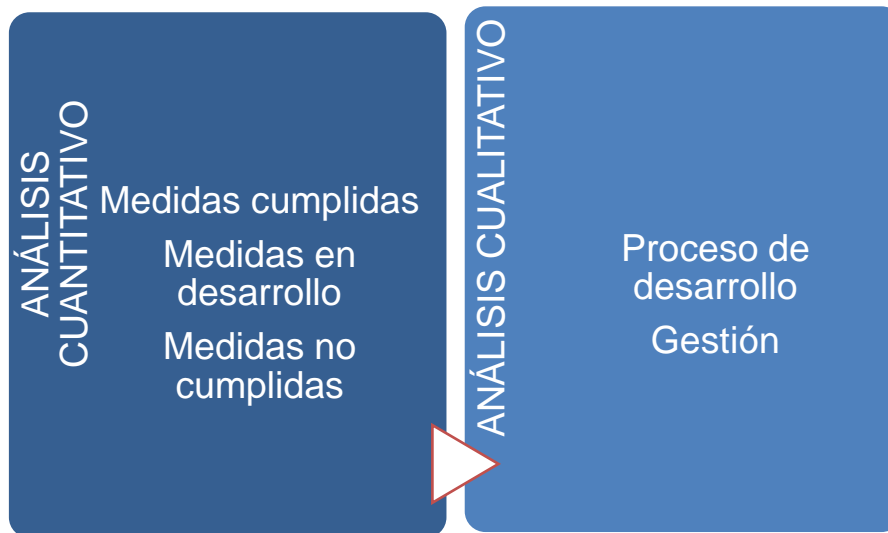 ANÁLISIS
CUANTITATIVO
Medidas cumplidas
Medidas en
desarrollo
Medidas no
cumplidas
ANÁLISIS CUALITATIVO
Proceso de
desarrollo
Gestión